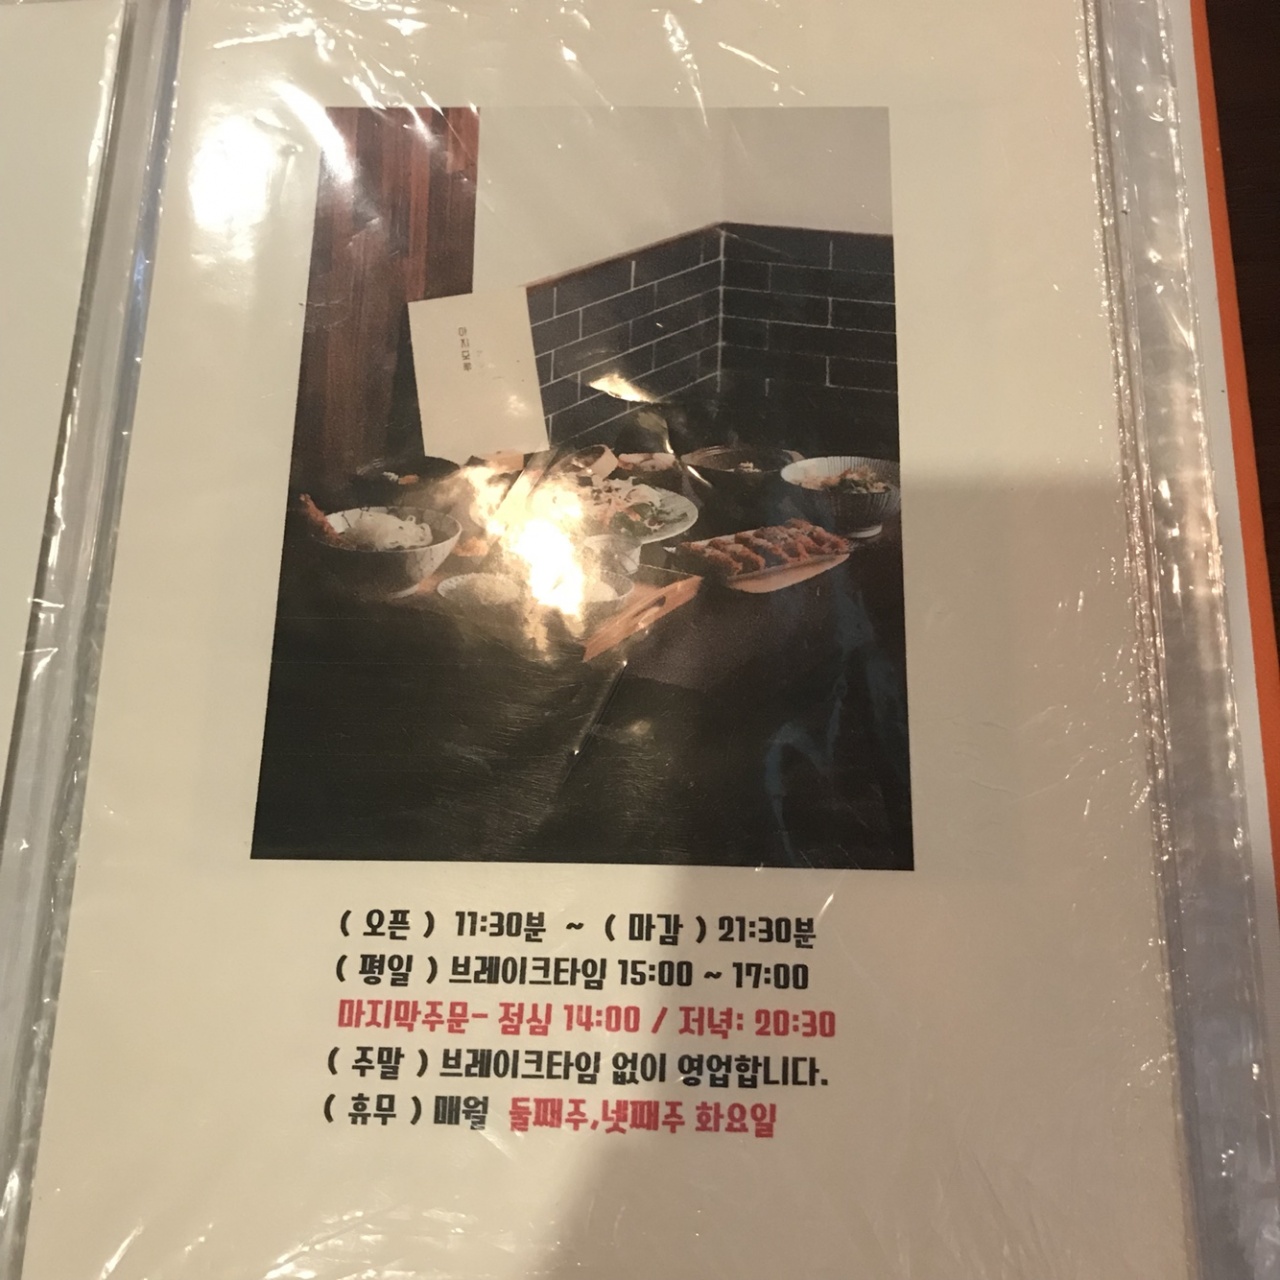 ( 오픈 ) 11:30분 ~ ( 마감 ) 21:30분
( 평일 ) 브레이크타임 15:00 ~ 17:00
마지막주문- 점심 14:00 / 저녁: 20:30
( 주말 ) 브레이크타임 없이 영업합니다.
( 휴무 ) 매월 둘째주,넷째주 화요일